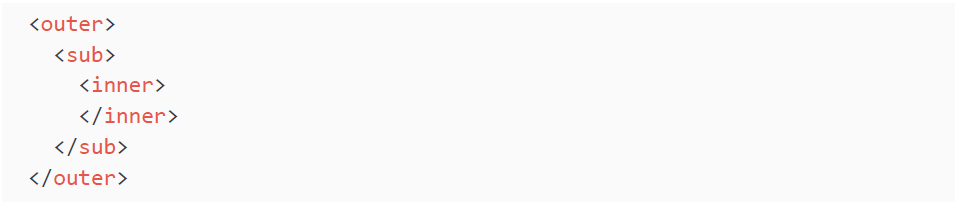 <outer>
  <sub>
    <inner>
    </inner>
  </sub>
</outer>